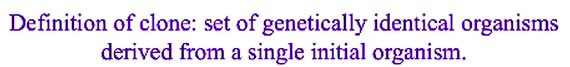 Definition of clone: set of genetically identical organisms
derived from a single initial organism.